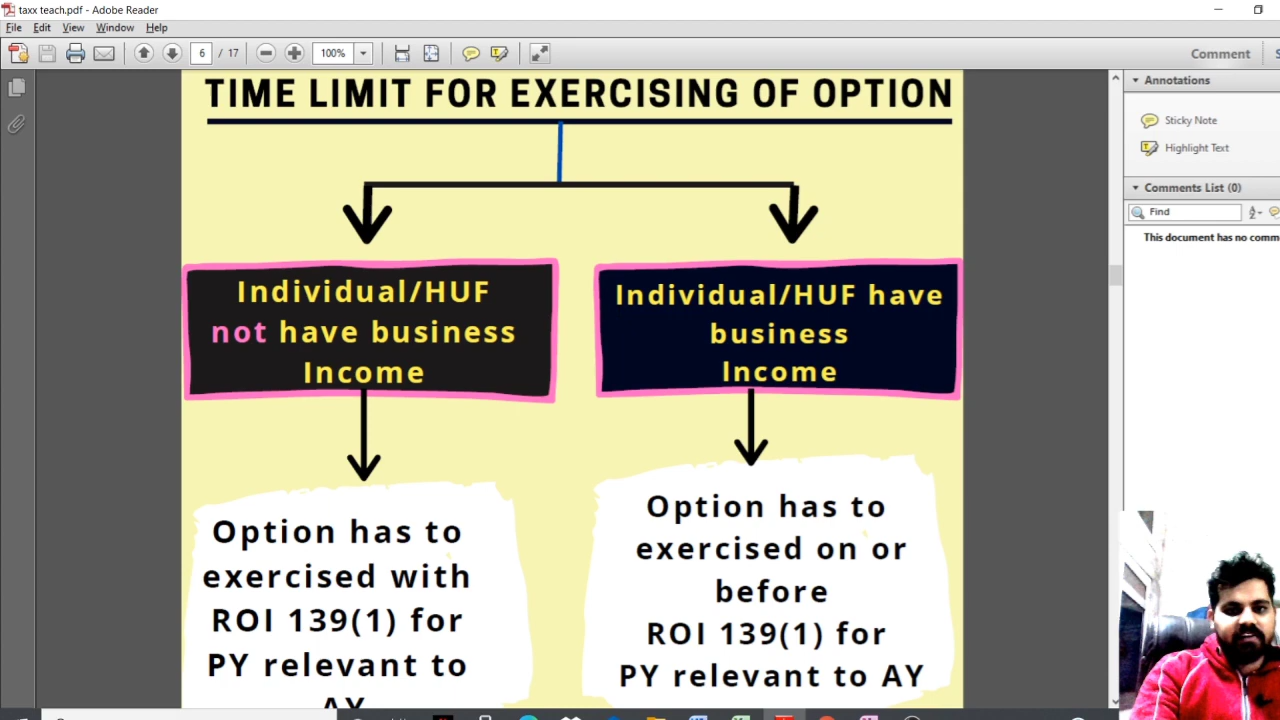 taxx teach.pdf - Adobe Reader
File Edit View Window Help
6 / 17 100% Comment
TIME LIMIT FOR EXERCISING OF OPTION
Individual/HUF
not have business
Income
Option has to
exercised with
ROI 139(1) for
PY relevant to
AY
Individual/HUF have
business
Income
Option has to
exercised on or
before
ROI 139(1) for
PY relevant to AY
Annotations
Sticky Note
Highlight Text
Comments List (0)
Find
This document has no comm